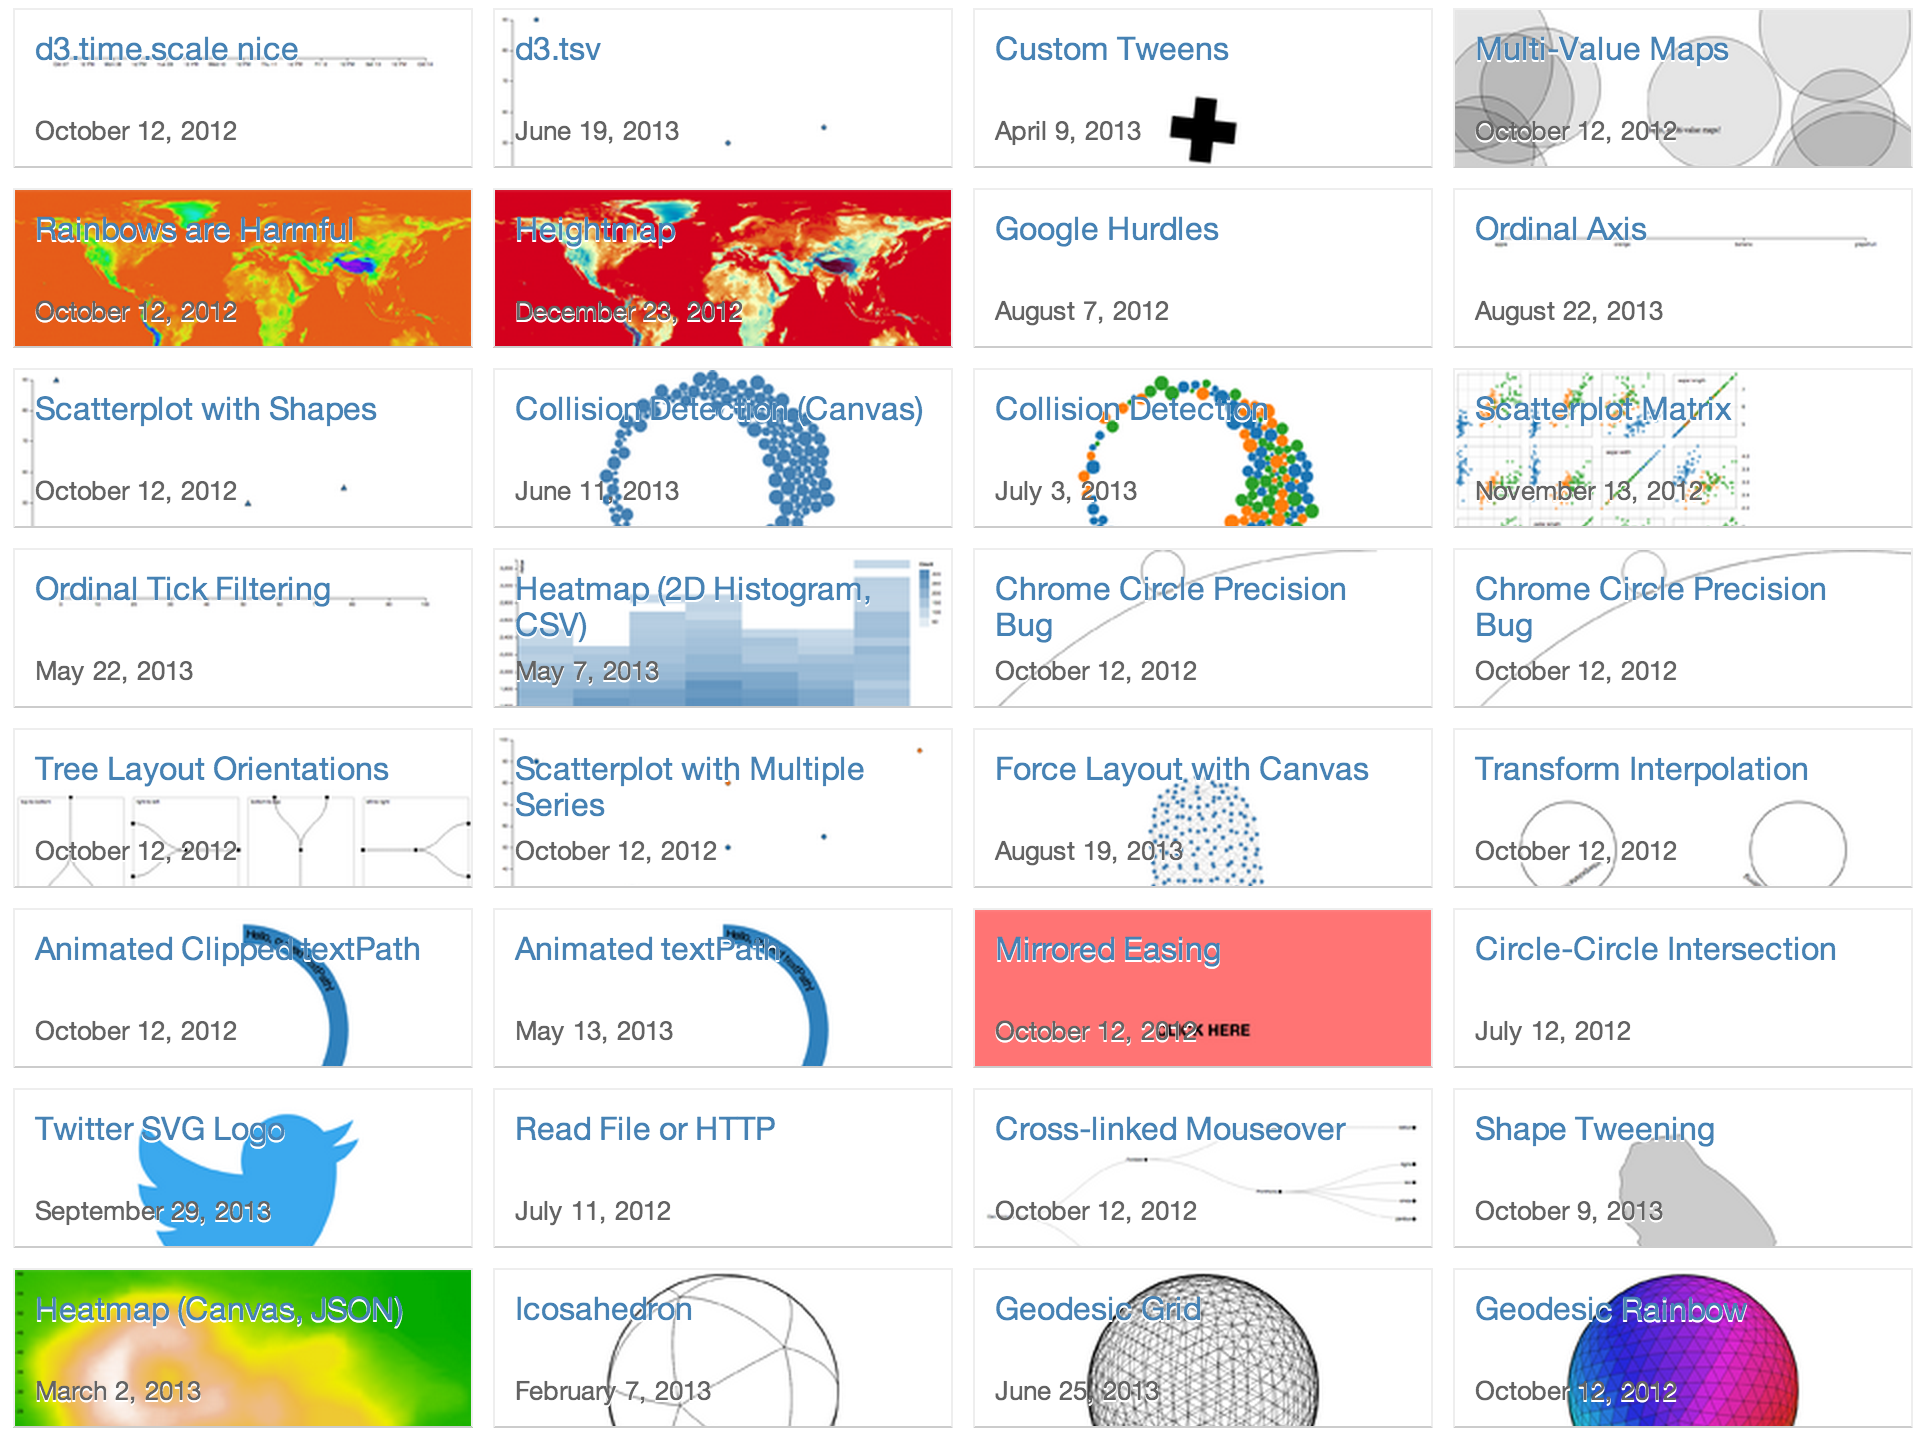 d3.time.scale nice
October 12, 2012
d3.tsv
June 19, 2013
Custom Tweens
April 9, 2013
Multi-Value Maps
October 12, 2012
Rainbows are Harmful
October 12, 2012
Heightmap
December 23, 2012
Google Hurdles
August 7, 2012
Ordinal Axis
August 22, 2013
Scatterplot with Shapes
October 12, 2012
Collision Detection (Canvas)
June 11, 2013
Collision Detection
July 3, 2013
Scatterplot Matrix
November 13, 2012
Ordinal Tick Filtering
May 22, 2013
Heatmap (2D Histogram,
CSV)
May 7, 2013
Chrome Circle Precision
Bug
October 12, 2012
Chrome Circle Precision
Bug
October 12, 2012
Tree Layout Orientations
October 12, 2012
Scatterplot with Multiple
Series
October 12, 2012
Force Layout with Canvas
August 19, 2013
Transform Interpolation
October 12, 2012
Animated Clipped textPath
October 12, 2012
Animated textPath
May 13, 2013
Mirrored Easing
October 12, 2012
CLICK HERE
Circle-Circle Intersection
July 12, 2012
Twitter SVG Logo
September 29, 2013
Read File or HTTP
July 11, 2012
Cross-linked Mouseover
October 12, 2012
Shape Tweening
October 9, 2013
Heatmap (Canvas, JSON)
March 2, 2013
Icosahedron
February 7, 2013
Geodesic Grid
June 25, 2013
Geodesic Rainbow
October 12, 2012